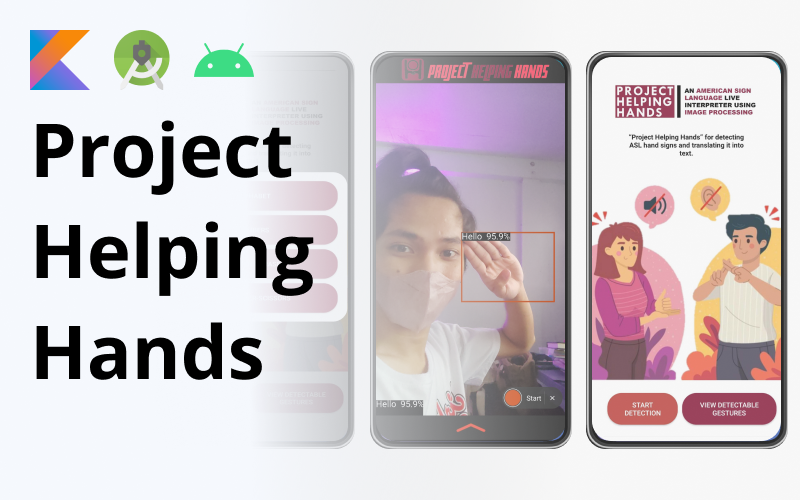 Project
Helping
Hands
PROJECT HELPING HANDS
Hello 95.9%
Hello 95.9%
Start ×
PROJECT
HELPING
HANDS
AN AMERICAN SIGN
LANGUAGE LIVE
INTERPRETER USING
IMAGE PROCESSING
"Project Helping Hands" for detecting
ASL hand signs and translating it into
text.
START
DETECTION
VIEW DETECTABLE
GESTURES